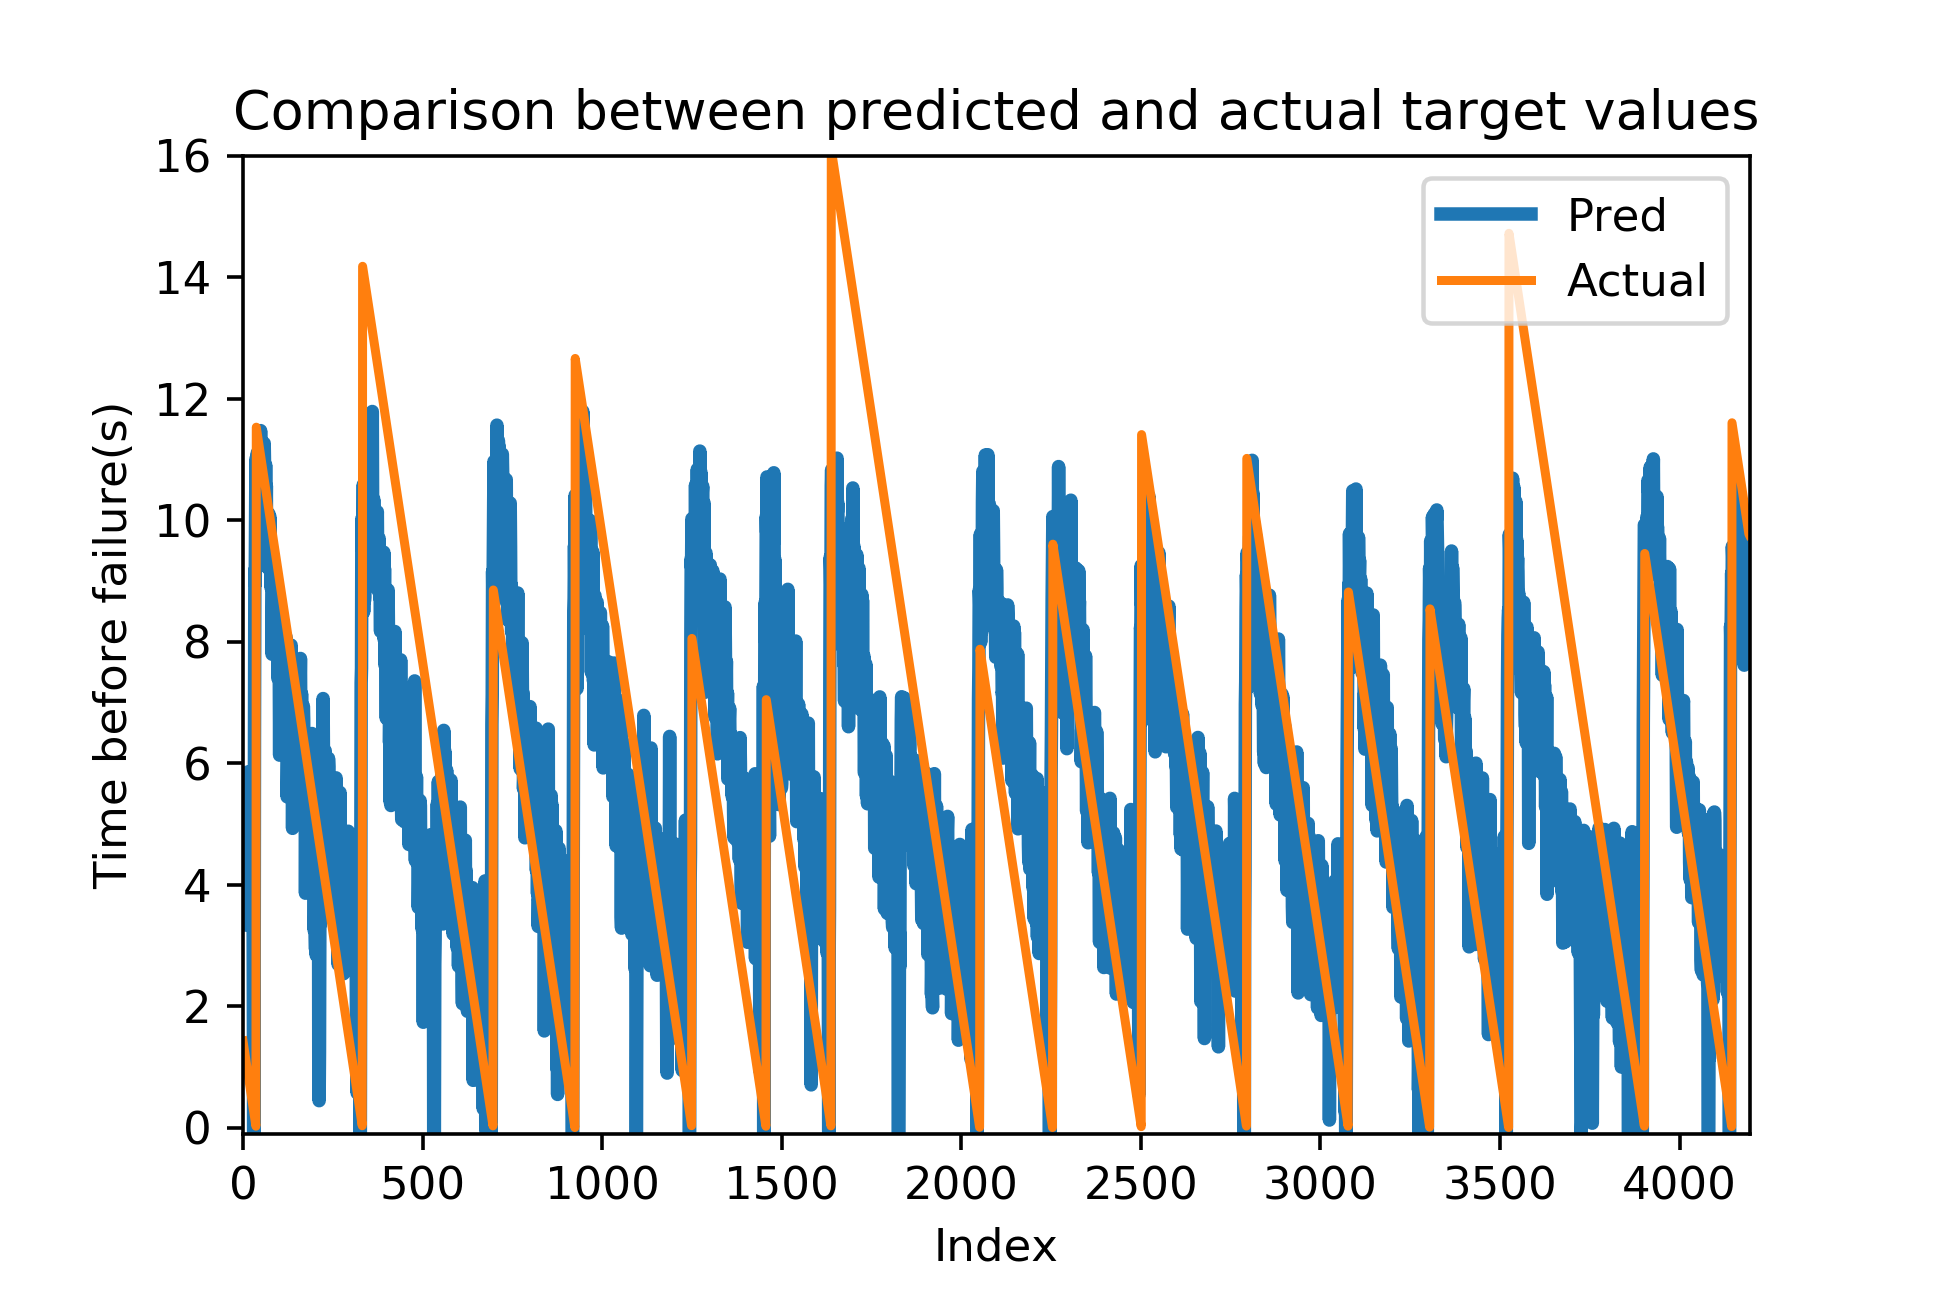 Comparison between predicted and actual target values
16
14
12
10
8
6
4
2
0
Time before failure(s)
Pred
Actual
0 500 1000 1500 2000 2500 3000 3500 4000
Index